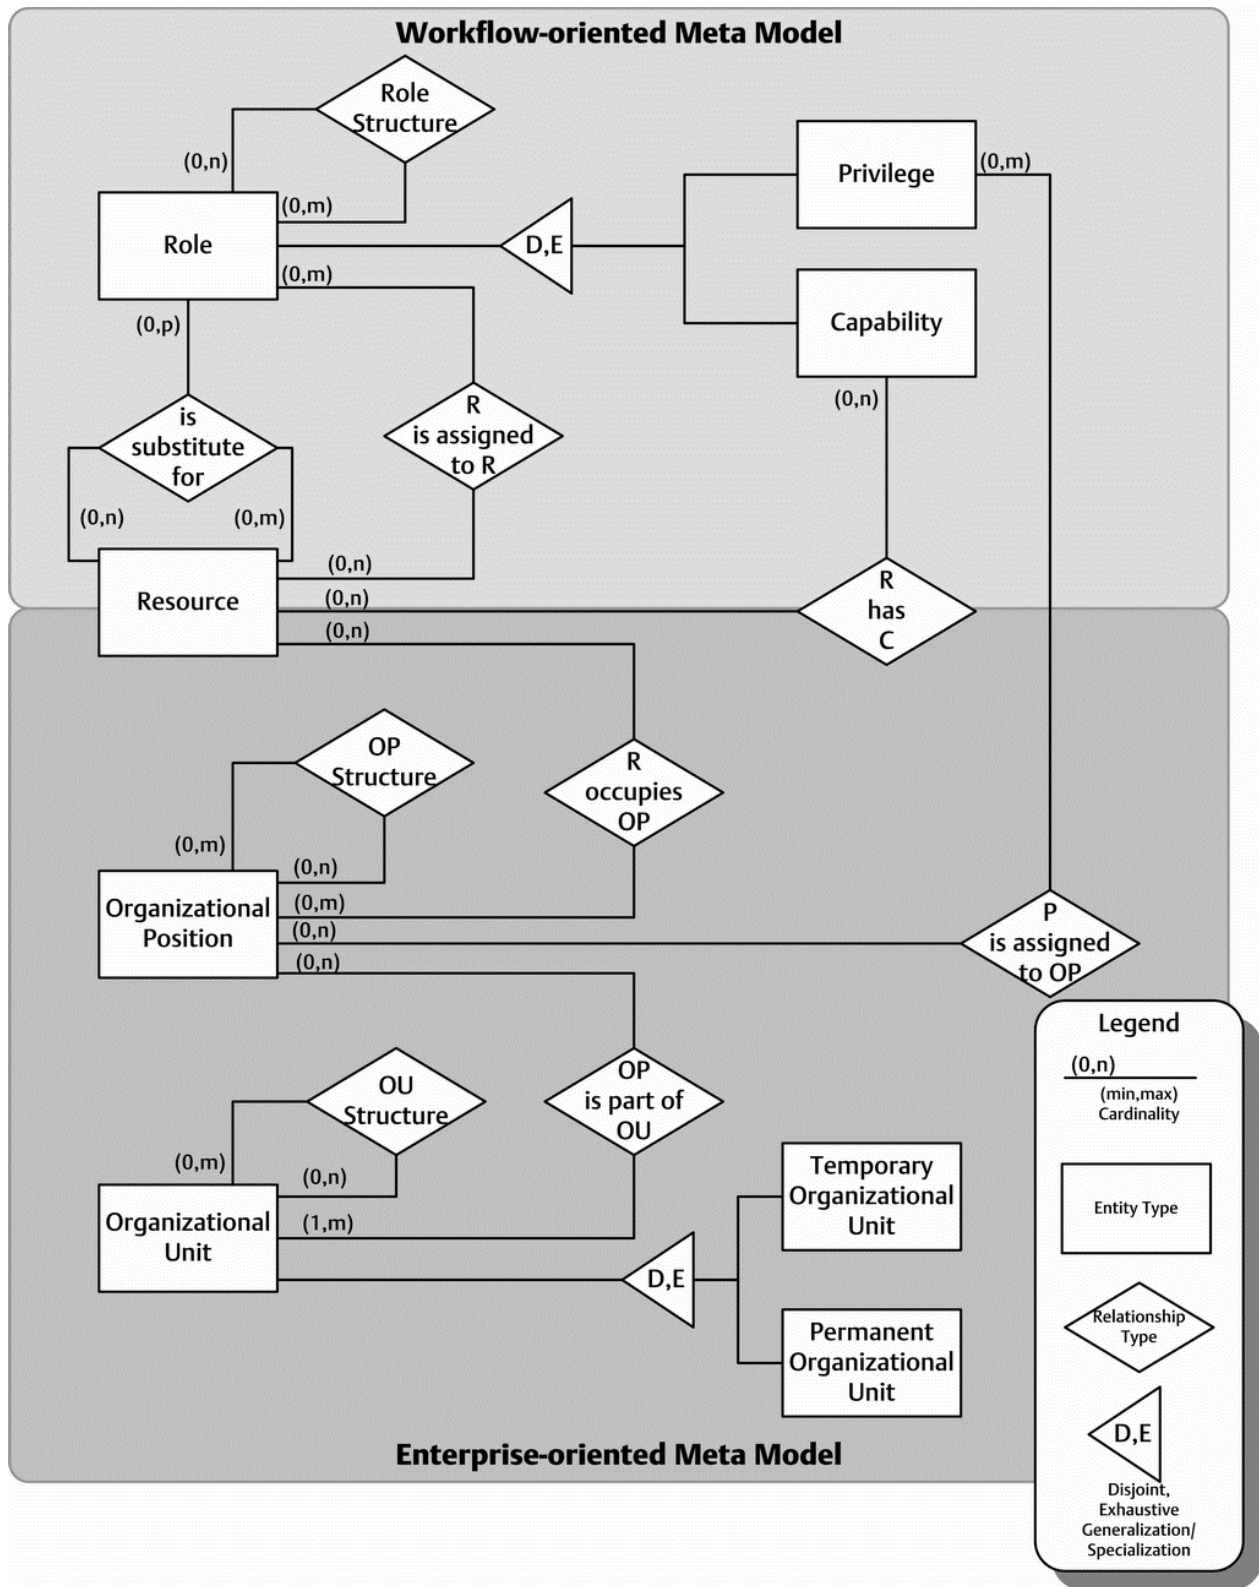 Workflow-oriented Meta Model
Role
Structure
(0,n)
(0,m)
Role
D,E
Privilege
(0,m)
(0,m)
Capability
(0,p)
(0,n)
is
substitute
for
R
is assigned
to R
(0,n)
(0,m)
Resource
(0,n)
(0,n)
(0,n)
R
has
C
OP
Structure
R
occupies
OP
(0,m)
(0,n)
Organizational
Position
(0,m)
(0,n)
(0,n)
P
is assigned
to OP
OU
Structure
OP
is part of
OU
(0,m)
(0,n)
Organizational
Unit
(1,m)
D,E
Temporary
Organizational
Unit
Permanent
Organizational
Unit
Enterprise-oriented Meta Model
Legend
(0,n)
(min,max)
Cardinality
Entity Type
Relationship
Type
D,E
Disjoint,
Exhaustive
Generalization/
Specialization